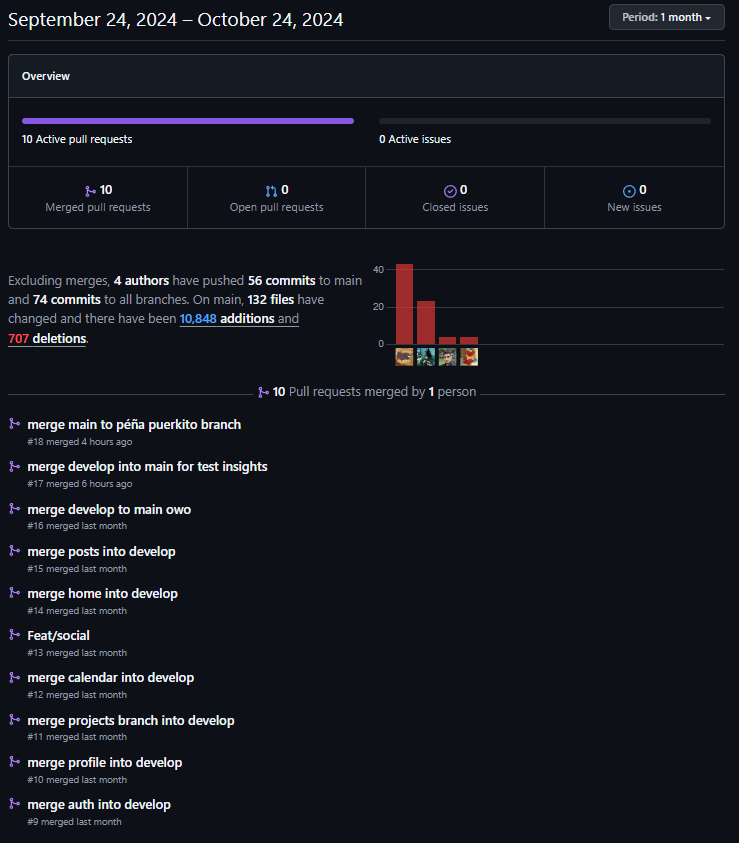 September 24, 2024 – October 24, 2024
Period: 1 month
Overview
10 Active pull requests
0 Active issues
10
Merged pull requests
0
Open pull requests
0
Closed issues
0
New issues
Excluding merges, 4 authors have pushed 56 commits to main
and 74 commits to all branches. On main, 132 files have
changed and there have been 10,848 additions and
707 deletions.
40
20
0
10 Pull requests merged by 1 person
merge main to péña puerkito branch
#18 merged 4 hours ago
merge develop into main for test insights
#17 merged 6 hours ago
merge develop to main owo
#16 merged last month
merge posts into develop
#15 merged last month
merge home into develop
#14 merged last month
Feat/social
#13 merged last month
merge calendar into develop
#12 merged last month
merge projects branch into develop
#11 merged last month
merge profile into develop
#10 merged last month
merge auth into develop
#9 merged last month